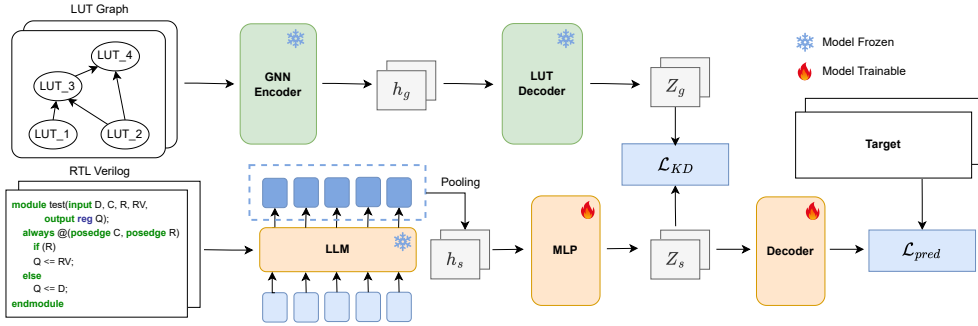 LUT Graph
LUT_4
LUT_3
LUT_1
LUT_2
GNN
Encoder
h_g
LUT
Decoder
Z_g
Model Frozen
Model Trainable
Target
L_KD
RTL Verilog
module test(input D, C, R, RV,
output reg Q);
always @(posedge C, posedge R)
if (R)
Q <= RV;
else
Q <= D;
endmodule
LLM
Pooling
h_s
MLP
Z_s
Decoder
L_pred